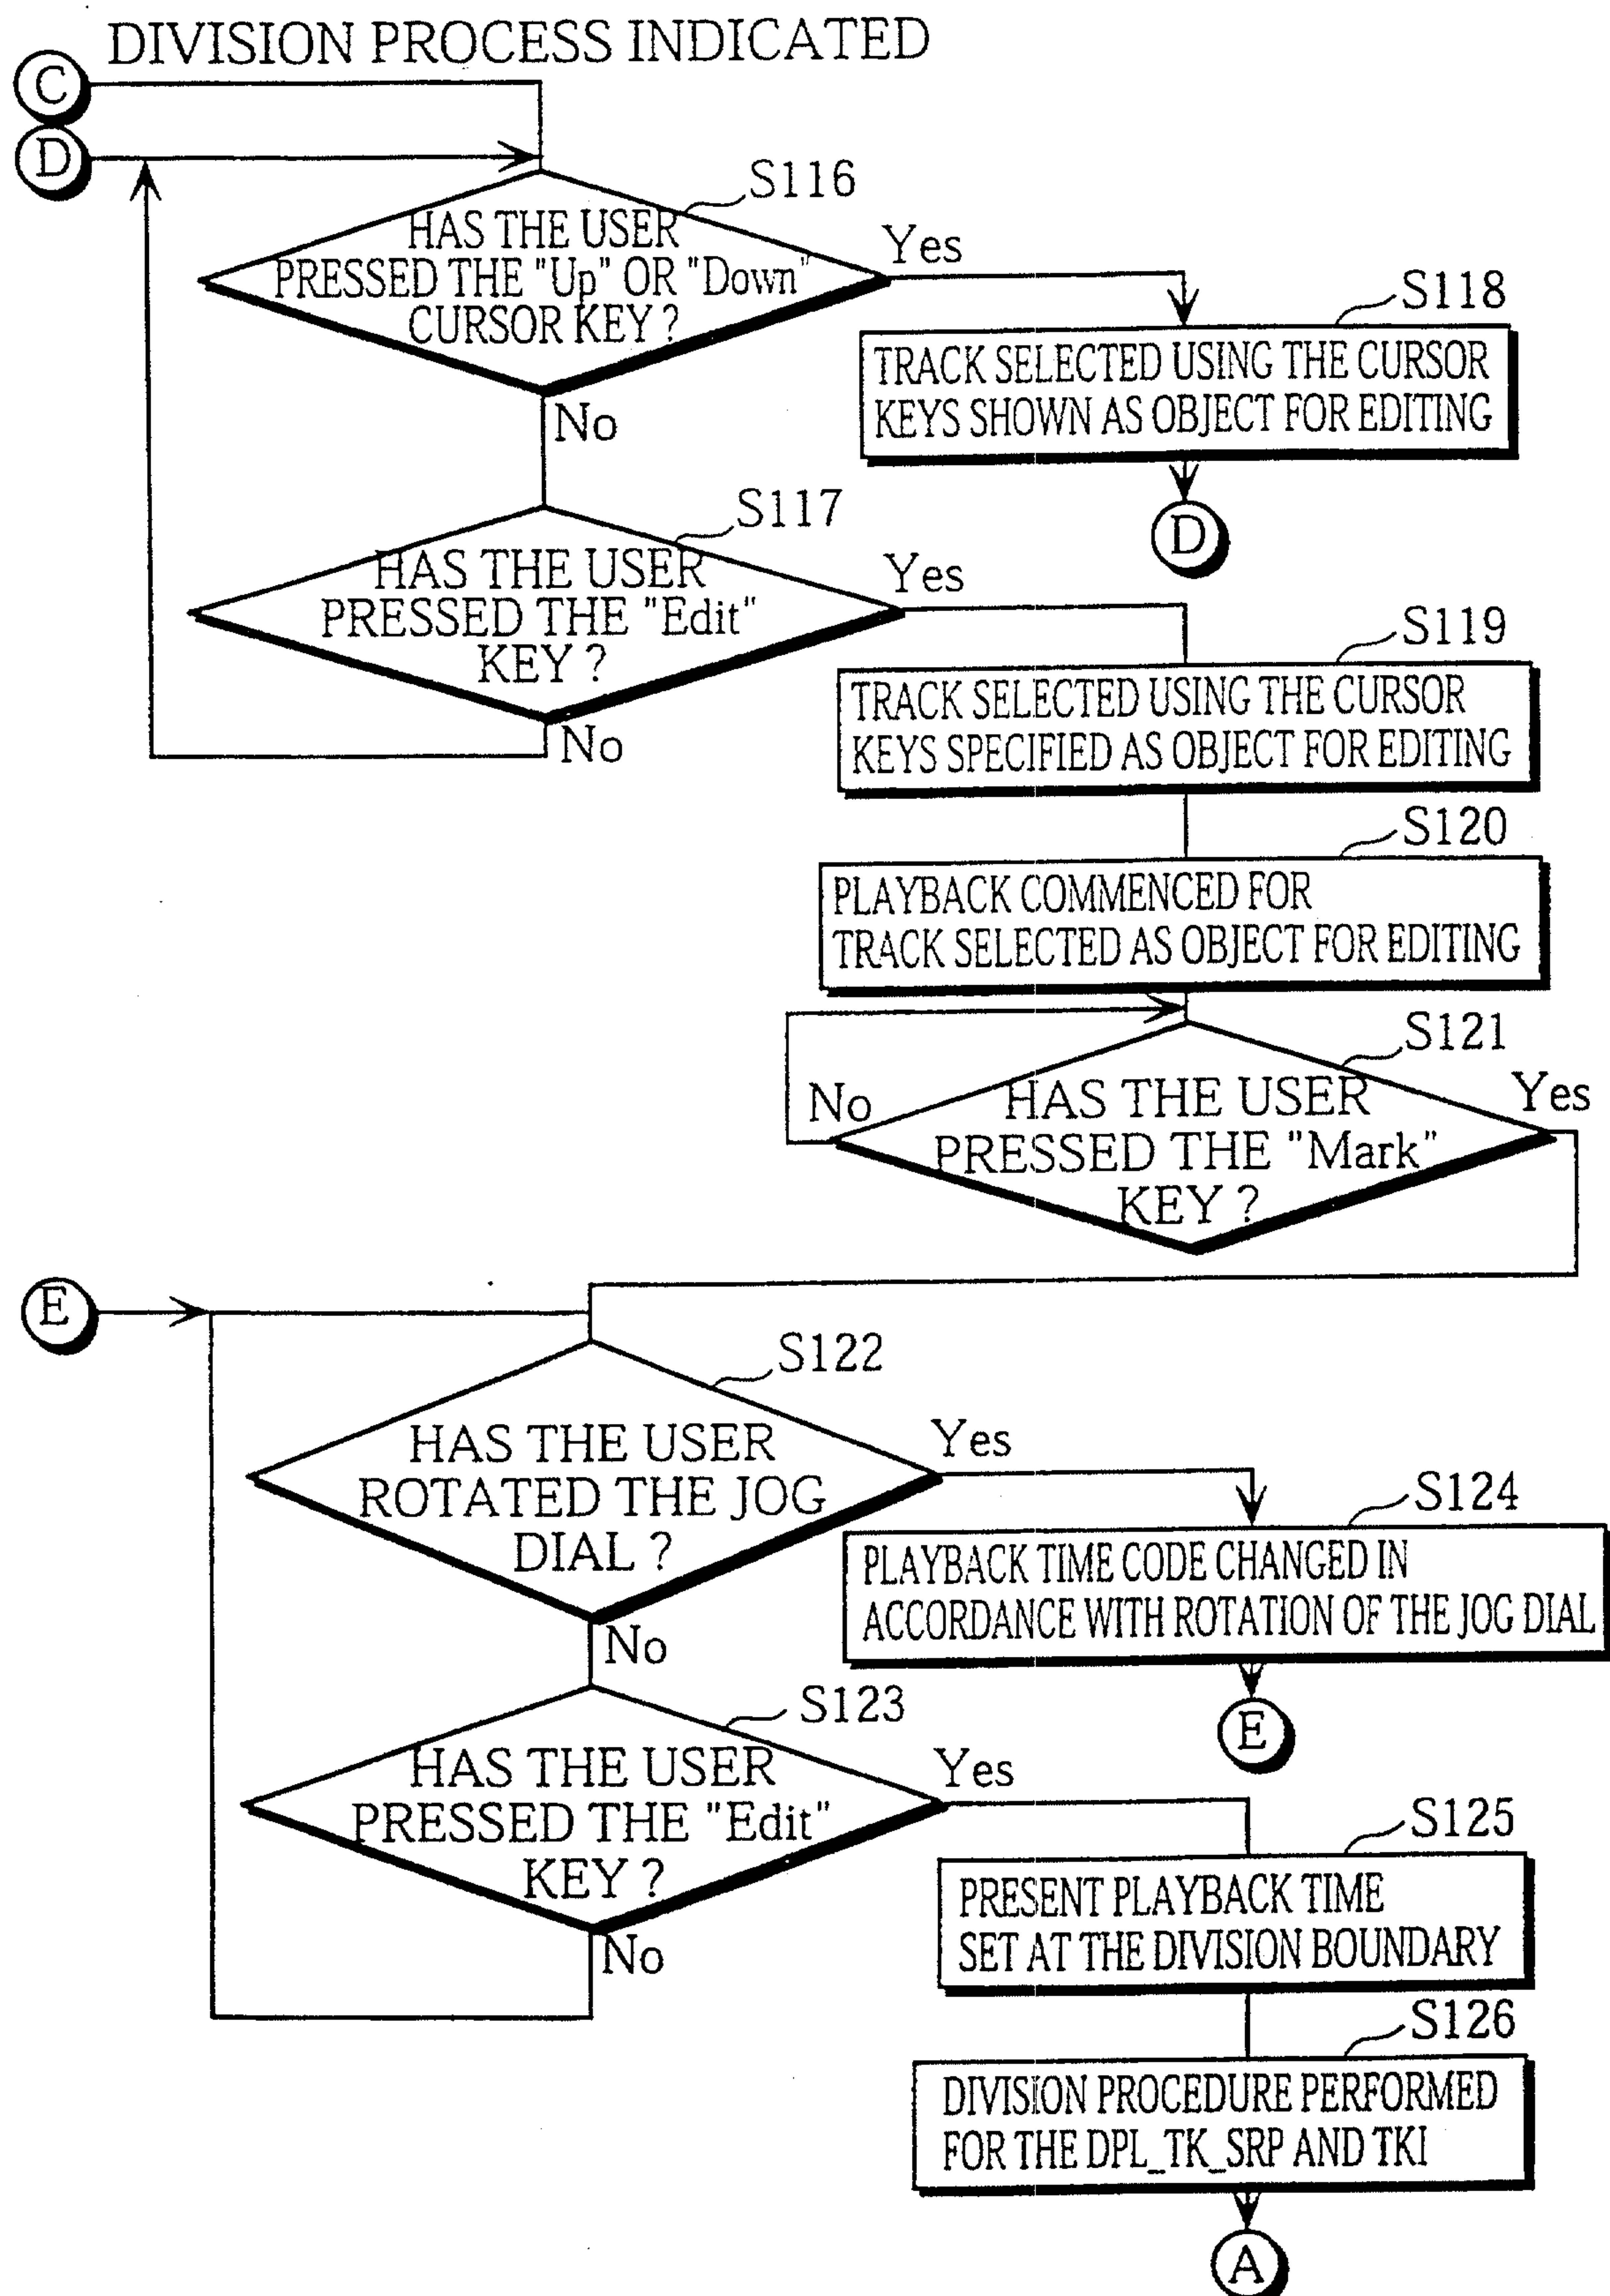 DIVISION PROCESS INDICATED
C
D
S116
HAS THE USER
PRESSED THE "Up" OR "Down"
CURSOR KEY ?
Yes
No
S118
TRACK SELECTED USING THE CURSOR
KEYS SHOWN AS OBJECT FOR EDITING
D
S117
HAS THE USER
PRESSED THE "Edit"
KEY ?
Yes
No
S119
TRACK SELECTED USING THE CURSOR
KEYS SPECIFIED AS OBJECT FOR EDITING
S120
PLAYBACK COMMENCED FOR
TRACK SELECTED AS OBJECT FOR EDITING
S121
HAS THE USER
PRESSED THE "Mark"
KEY ?
No
Yes
E
S122
HAS THE USER
ROTATED THE JOG
DIAL ?
Yes
No
S124
PLAYBACK TIME CODE CHANGED IN
ACCORDANCE WITH ROTATION OF THE JOG DIAL
E
S123
HAS THE USER
PRESSED THE "Edit"
KEY ?
Yes
No
S125
PRESENT PLAYBACK TIME
SET AT THE DIVISION BOUNDARY
S126
DIVISION PROCEDURE PERFORMED
FOR THE DPL_TK_SRP AND TKI
A